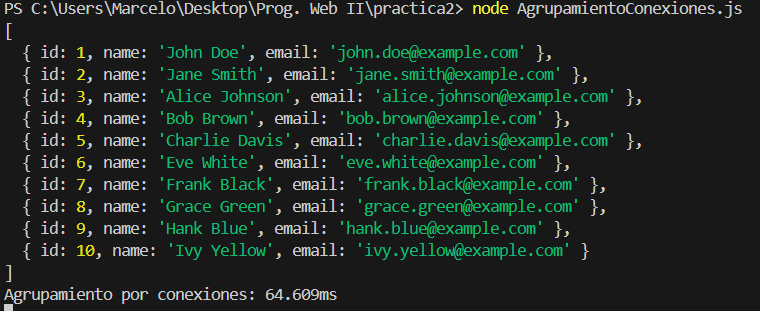 PS C:\Users\Marcelo\Desktop\Prog. Web II\practica2> node AgrupamientoConexiones.js
[
  { id: 1, name: 'John Doe', email: 'john.doe@example.com' },
  { id: 2, name: 'Jane Smith', email: 'jane.smith@example.com' },
  { id: 3, name: 'Alice Johnson', email: 'alice.johnson@example.com' },
  { id: 4, name: 'Bob Brown', email: 'bob.brown@example.com' },
  { id: 5, name: 'Charlie Davis', email: 'charlie.davis@example.com' },
  { id: 6, name: 'Eve White', email: 'eve.white@example.com' },
  { id: 7, name: 'Frank Black', email: 'frank.black@example.com' },
  { id: 8, name: 'Grace Green', email: 'grace.green@example.com' },
  { id: 9, name: 'Hank Blue', email: 'hank.blue@example.com' },
  { id: 10, name: 'Ivy Yellow', email: 'ivy.yellow@example.com' }
]
Agrupamiento por conexiones: 64.609ms